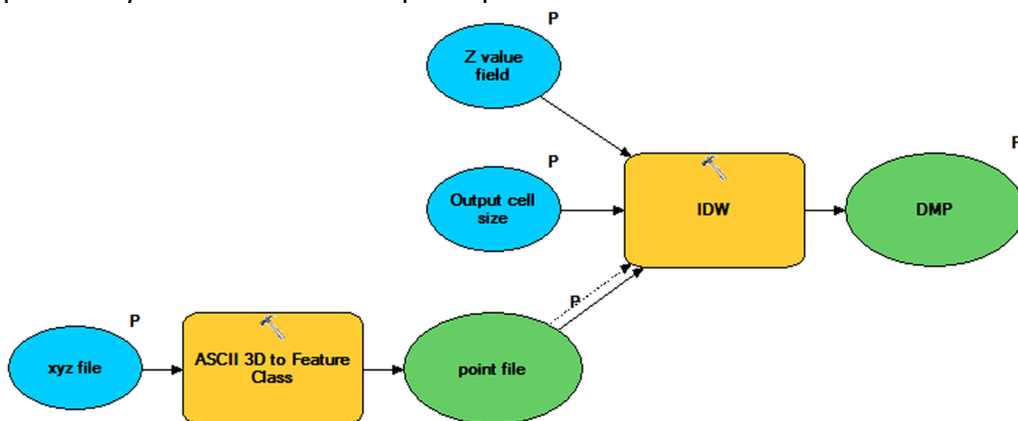 P
Z value
field
P
Output cell
size
IDW
P
DMP
P
P
xyz file
ASCII 3D to Feature
Class
point file